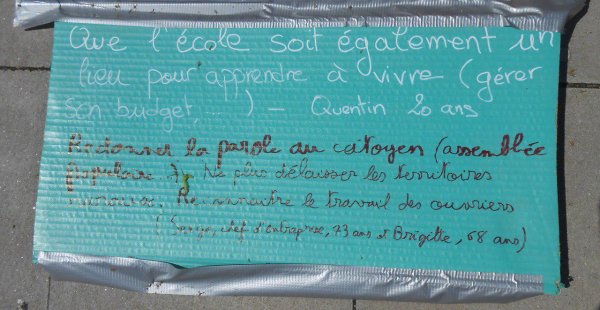 Que l'école soit également un
lieu pour apprendre à vivre (gérer
son budget, ...) - Quentin 20 ans
Redonner la parole au citoyen (assemblée
populaire ?). Ne plus délaisser les territoires
Reconnaitre le travail des ouvriers
(Serge, chef d'entreprise, 73 ans et Brigitte, 68 ans)